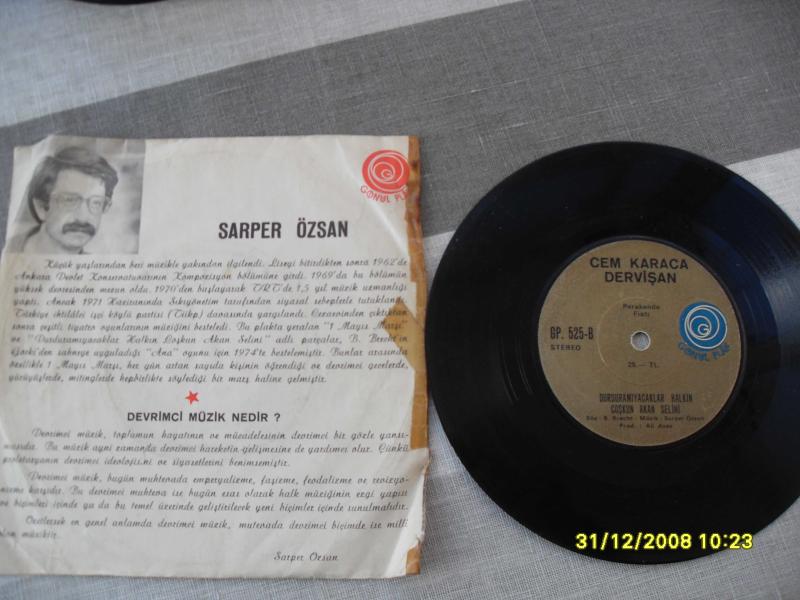 GÖNÜL PLAK
SARPER ÖZSAN
Küçük yaşlarından beri müzikle yakından ilgilendi. Liseyi bitirdikten sonra 1962'de
Ankara Devlet Konservatuvarının Kompozisyon bölümüne girdi. 1969'da bu bölümün
yüksek devresinden mezun oldu. 1970'den başlayarak TRT'de 1,5 yıl müzik uzmanlığı
yaptı. Ancak 1971 Haziranında Sıkıyönetim tarafından siyasal sebeplerle tutuklandı.
Türkiye ihtilâlci işçi köylü partisi (Tiikp) davasında yargılandı. Cezaevinden çıktıktan
sonra çeşitli tiyatro oyunlarının müziğini besteledi. Bu plakta yeralan "1 Mayıs Marşı"
ve "Durduramıyacaklar Halkın Coşkun Akan Selini" adlı parçalar, B. Brecht'in
sahneye uyguladığı "Ana" oyunu için 1974'te bestelemiştir. Bunlar arasında
özellikle 1 Mayıs Marşı, her gün artan sayıda kişinin öğrendiği ve devrimci gecelerde,
yürüyüşlerde, mitinglerde hepbirlikte söylediği bir marş haline gelmiştir.
DEVRİMCİ MÜZİK NEDİR ?
Devrimci müzik, toplumun hayatının ve mücadelesinin devrimci bir gözle yansı-
masıdır. Bu müzik aynı zamanda devrimci hareketin gelişmesine de yardımcı olur. Çünkü
proletaryanın devrimci ideolojisini ve siyasetlerini benimsemiştir.
Devrimci müzik, bugün muhtevada emperyalizme, faşizme, feodalizme ve revizyo-
nizme karşıdır. Bu devrimci muhteva ise bugün esas olarak halk müziğinin ezgi yapısı
ve biçimleri içinde ya da bu temel üzerinde geliştirilecek yeni biçimler içinde sunulmalıdır.
Özetlersek en genel anlamda devrimci müzik, muhtevada devrimci biçimde ise milli
olan müziktir.
Sarper Özsan
CEM KARACA
DERVİŞAN
Perakende
Fiatı
GP. 525-B
STEREO
25.— TL.
GÖNÜL PLAK
DURDURAMIYACAKLAR HALKIN
COŞKUN AKAN SELİNİ
Söz : B. Brecht - Müzik : Sarper Özsan
Prod. : Ali Avaz
31/12/2008 10:23